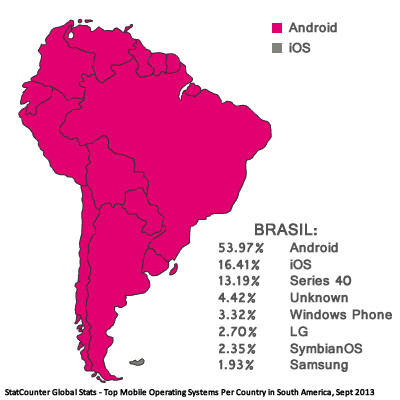 Android
iOS
BRASIL:
53.97% Android
16.41% iOS
13.19% Series 40
4.42% Unknown
3.32% Windows Phone
2.70% LG
2.35% SymbianOS
1.93% Samsung
StatCounter Global Stats - Top Mobile Operating Systems Per Country in South America, Sept 2013